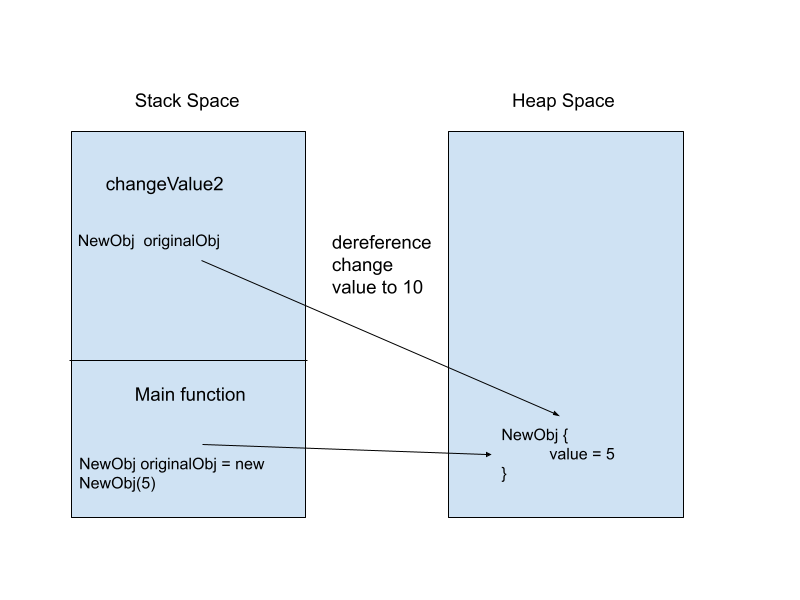 Stack Space
Heap Space
changeValue2
NewObj originalObj
dereference
change
value to 10
Main function
NewObj originalObj = new
NewObj(5)
NewObj {
value = 5
}